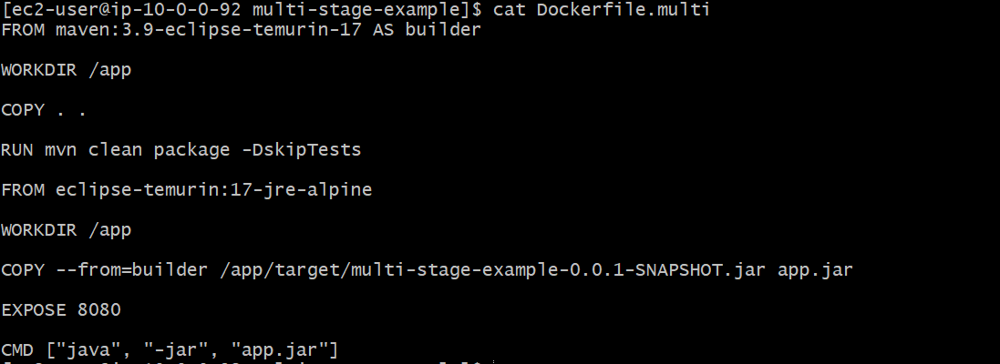 [ec2-user@ip-10-0-0-92 multi-stage-example]$ cat Dockerfile.multi
FROM maven:3.9-eclipse-temurin-17 AS builder
WORKDIR /app
COPY . .
RUN mvn clean package -DskipTests
FROM eclipse-temurin:17-jre-alpine
WORKDIR /app
COPY --from=builder /app/target/multi-stage-example-0.0.1-SNAPSHOT.jar app.jar
EXPOSE 8080
CMD ["java", "-jar", "app.jar"]